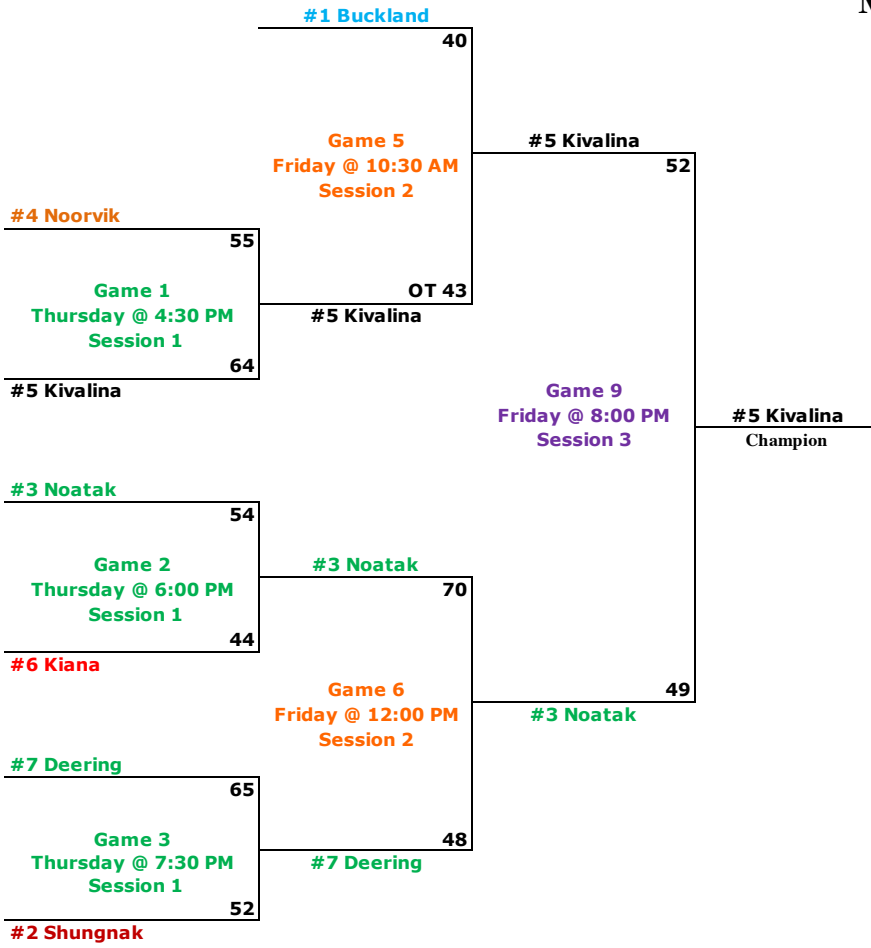 #1 Buckland
40
Game 5
Friday @ 10:30 AM
Session 2
#5 Kivalina
52
#4 Noorvik
55
Game 1
Thursday @ 4:30 PM
Session 1
OT 43
#5 Kivalina
64
#5 Kivalina
Game 9
Friday @ 8:00 PM
Session 3
#5 Kivalina
Champion
#3 Noatak
54
Game 2
Thursday @ 6:00 PM
Session 1
#3 Noatak
70
44
#6 Kiana
Game 6
Friday @ 12:00 PM
Session 2
49
#3 Noatak
#7 Deering
65
Game 3
Thursday @ 7:30 PM
Session 1
48
#7 Deering
52
#2 Shungnak